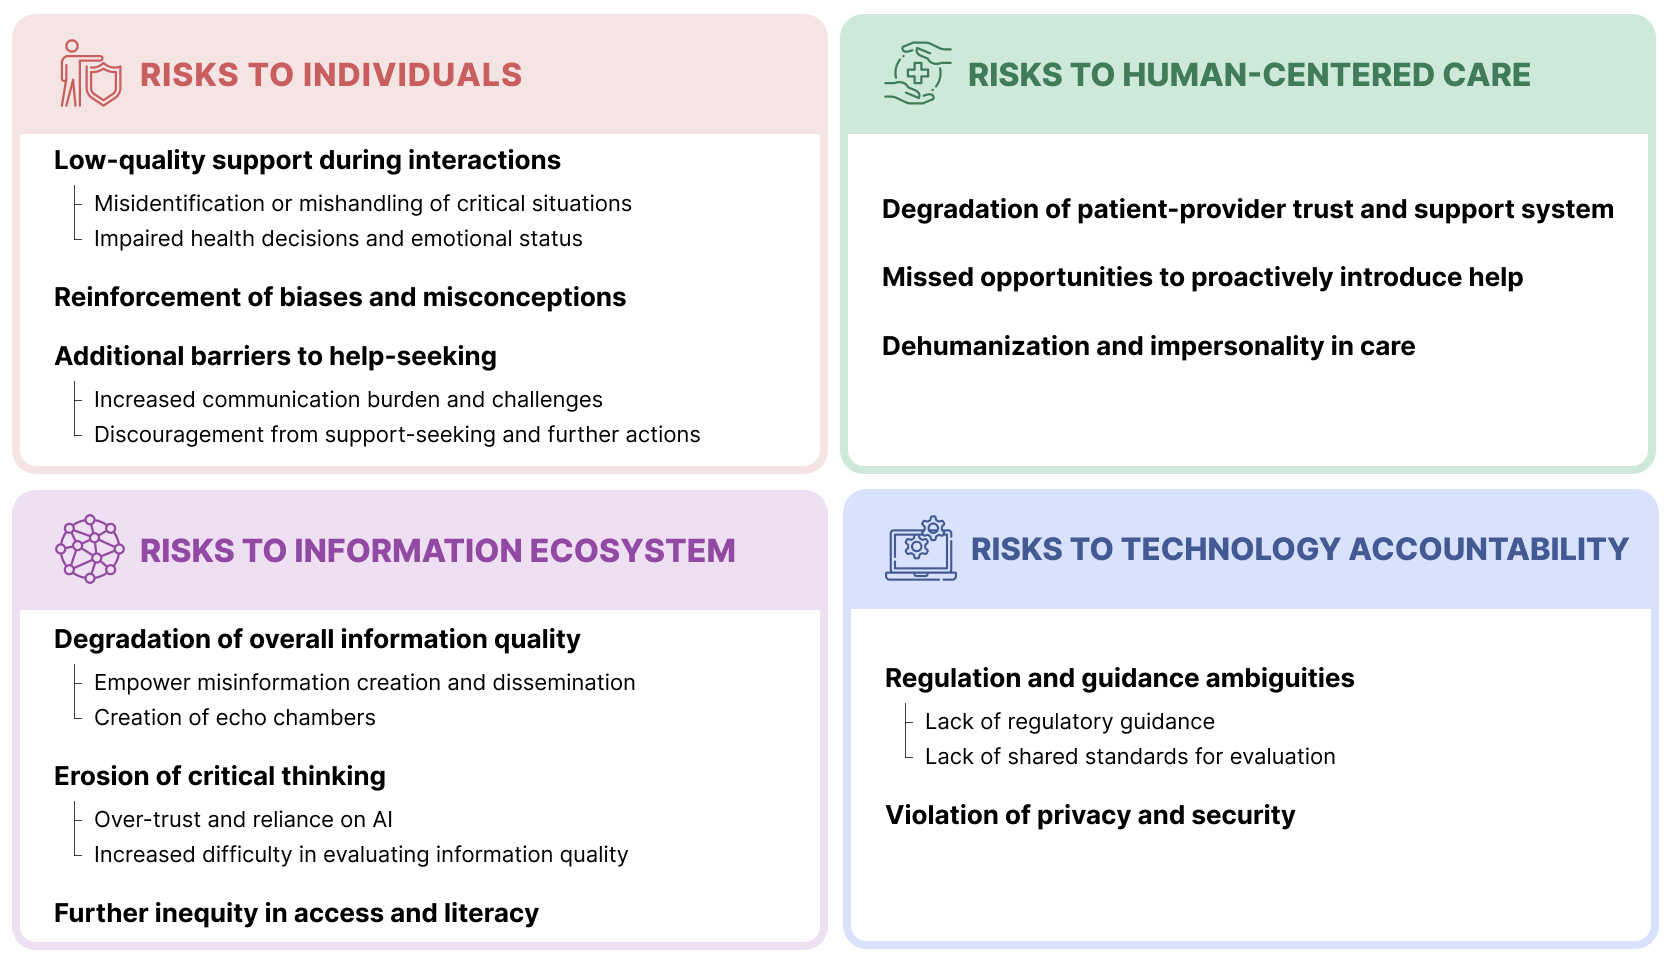 RISKS TO INDIVIDUALS
Low-quality support during interactions
Misidentification or mishandling of critical situations
Impaired health decisions and emotional status
Reinforcement of biases and misconceptions
Additional barriers to help-seeking
Increased communication burden and challenges
Discouragement from support-seeking and further actions
RISKS TO HUMAN-CENTERED CARE
Degradation of patient-provider trust and support system
Missed opportunities to proactively introduce help
Dehumanization and impersonality in care
RISKS TO INFORMATION ECOSYSTEM
Degradation of overall information quality
Empower misinformation creation and dissemination
Creation of echo chambers
Erosion of critical thinking
Over-trust and reliance on AI
Increased difficulty in evaluating information quality
Further inequity in access and literacy
RISKS TO TECHNOLOGY ACCOUNTABILITY
Regulation and guidance ambiguities
Lack of regulatory guidance
Lack of shared standards for evaluation
Violation of privacy and security